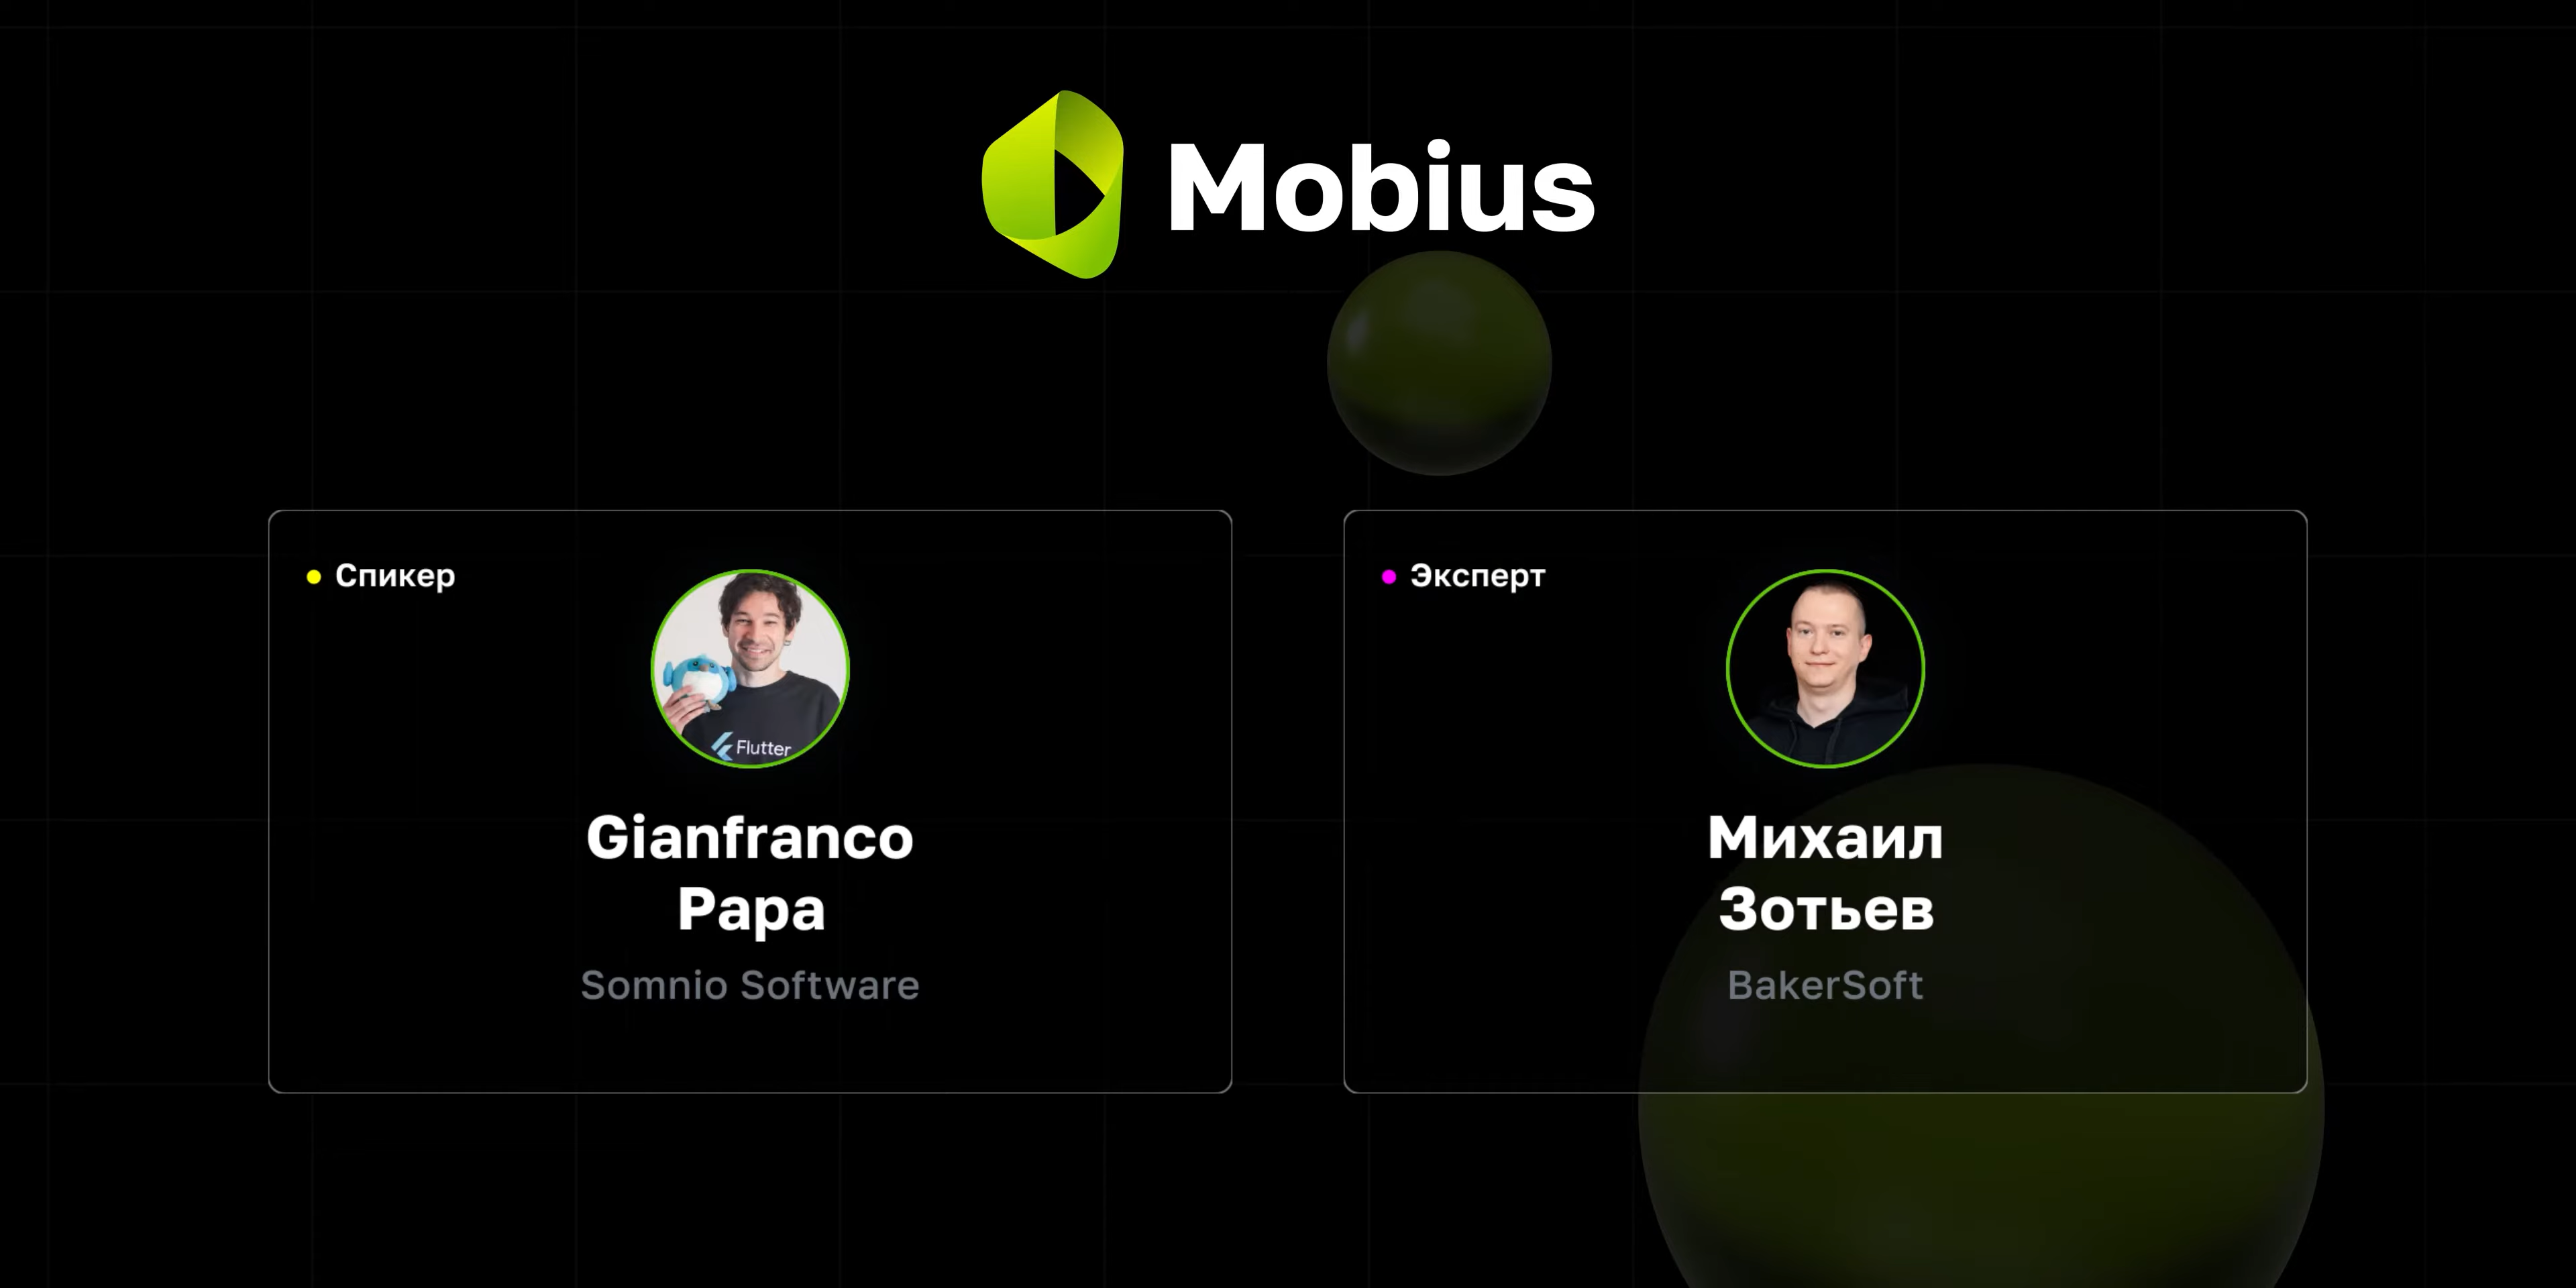 Mobius
Спикер
Flutter
Gianfranco
Papa
Somnio Software
Эксперт
Михаил
Зотьев
BakerSoft